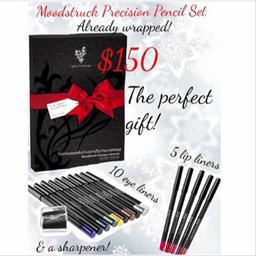 Moodstruck Precision Pencil Set
Already wrapped!
$150
The perfect
gift!
5 lip liners
10 eye liners
& a sharpener!